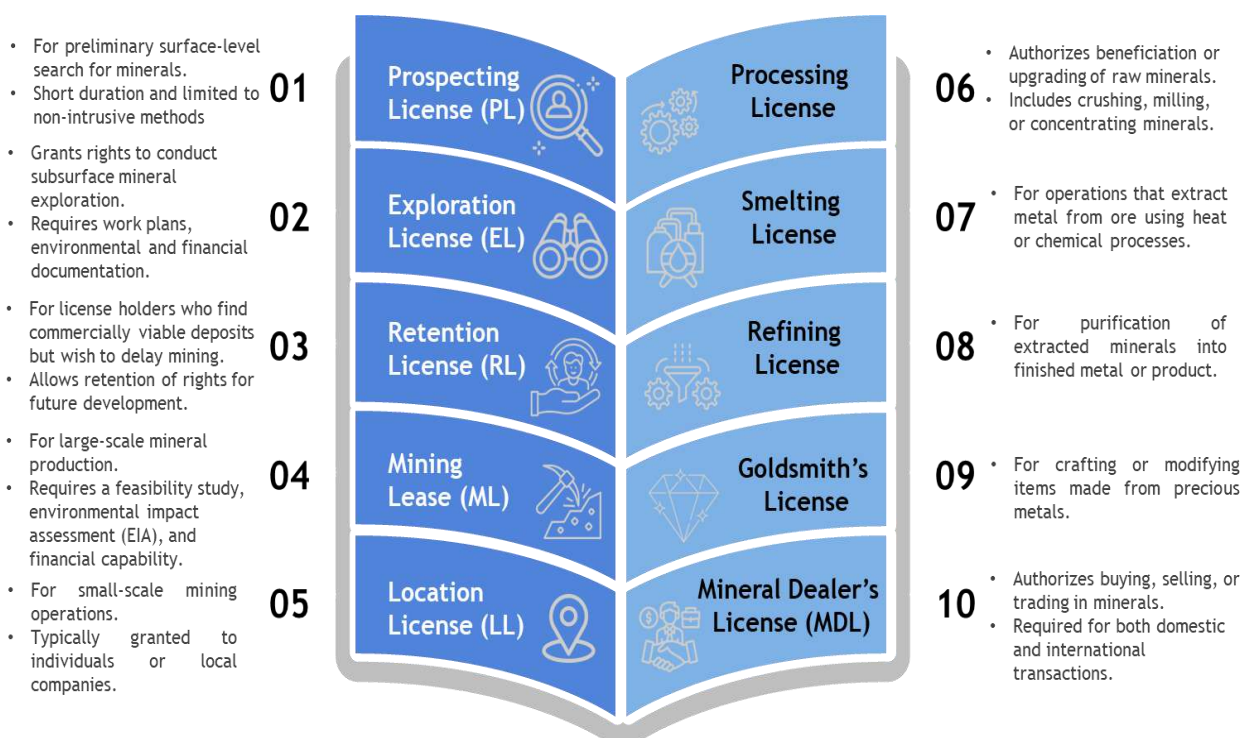 • For preliminary surface-level
search for minerals.
• Short duration and limited to
non-intrusive methods
01
Prospecting
License (PL)
• Grants rights to conduct
subsurface mineral
exploration.
• Requires work plans,
environmental and financial
documentation.
02
Exploration
License (EL)
• For license holders who find
commercially viable deposits
but wish to delay mining.
• Allows retention of rights for
future development.
03
Retention
License (RL)
• For large-scale mineral
production.
• Requires a feasibility study,
environmental impact
assessment (EIA), and
financial capability.
04
Mining
Lease (ML)
• For small-scale mining
operations.
• Typically granted to
individuals or local
companies.
05
Location
License (LL)
Processing
License
06
• Authorizes beneficiation or
upgrading of raw minerals.
• Includes crushing, milling,
or concentrating minerals.
Smelting
License
07
• For operations that extract
metal from ore using heat
or chemical processes.
Refining
License
08
• For purification of
extracted minerals into
finished metal or product.
Goldsmith's
License
09
• For crafting or modifying
items made from precious
metals.
Mineral Dealer's
License (MDL)
10
• Authorizes buying, selling, or
trading in minerals.
• Required for both domestic
and international
transactions.